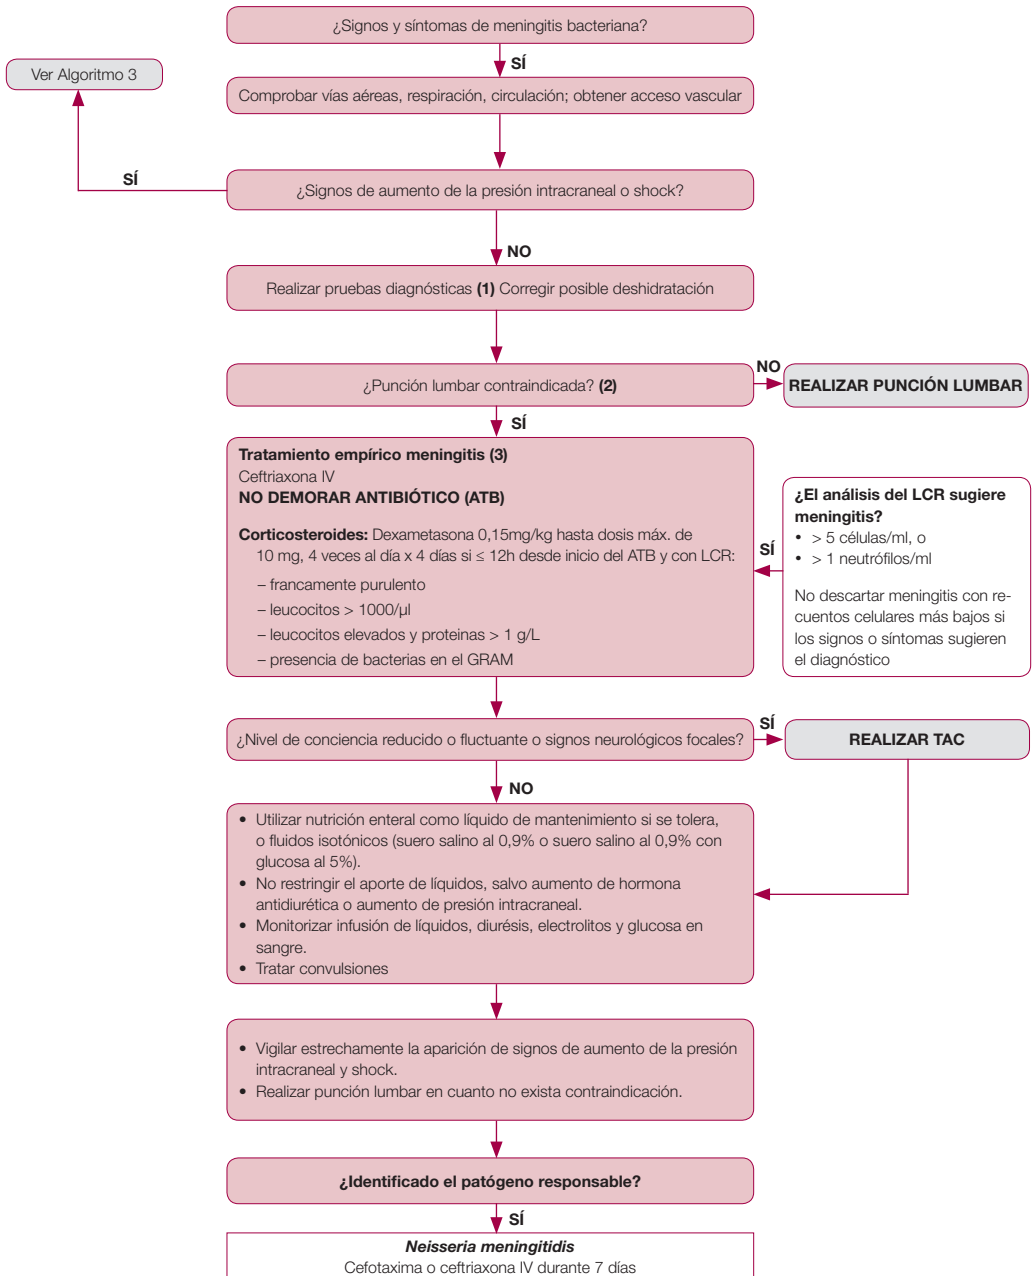 ¿Signos y síntomas de meningitis bacteriana?
SÍ
Ver Algoritmo 3
Comprobar vías aéreas, respiración, circulación; obtener acceso vascular
SÍ
¿Signos de aumento de la presión intracraneal o shock?
NO
Realizar pruebas diagnósticas (1) Corregir posible deshidratación
¿Punción lumbar contraindicada? (2)
NO
REALIZAR PUNCIÓN LUMBAR
SÍ
Tratamiento empírico meningitis (3)
Ceftriaxona IV
NO DEMORAR ANTIBIÓTICO (ATB)
Corticosteroides: Dexametasona 0,15mg/kg hasta dosis máx. de
10 mg, 4 veces al día x 4 días si ≤ 12h desde inicio del ATB y con LCR:
– francamente purulento
– leucocitos > 1000/µl
– leucocitos elevados y proteinas > 1 g/L
– presencia de bacterias en el GRAM
SÍ
¿El análisis del LCR sugiere
meningitis?
• > 5 células/ml, o
• > 1 neutrófilos/ml
No descartar meningitis con re-
cuentos celulares más bajos si
los signos o síntomas sugieren
el diagnóstico
¿Nivel de conciencia reducido o fluctuante o signos neurológicos focales?
SÍ
REALIZAR TAC
NO
• Utilizar nutrición enteral como líquido de mantenimiento si se tolera,
o fluidos isotónicos (suero salino al 0,9% o suero salino al 0,9% con
glucosa al 5%).
• No restringir el aporte de líquidos, salvo aumento de hormona
antidiurética o aumento de presión intracraneal.
• Monitorizar infusión de líquidos, diurésis, electrolitos y glucosa en
sangre.
• Tratar convulsiones
• Vigilar estrechamente la aparición de signos de aumento de la presión
intracraneal y shock.
• Realizar punción lumbar en cuanto no exista contraindicación.
¿Identificado el patógeno responsable?
SÍ
Neisseria meningitidis
Cefotaxima o ceftriaxona IV durante 7 días